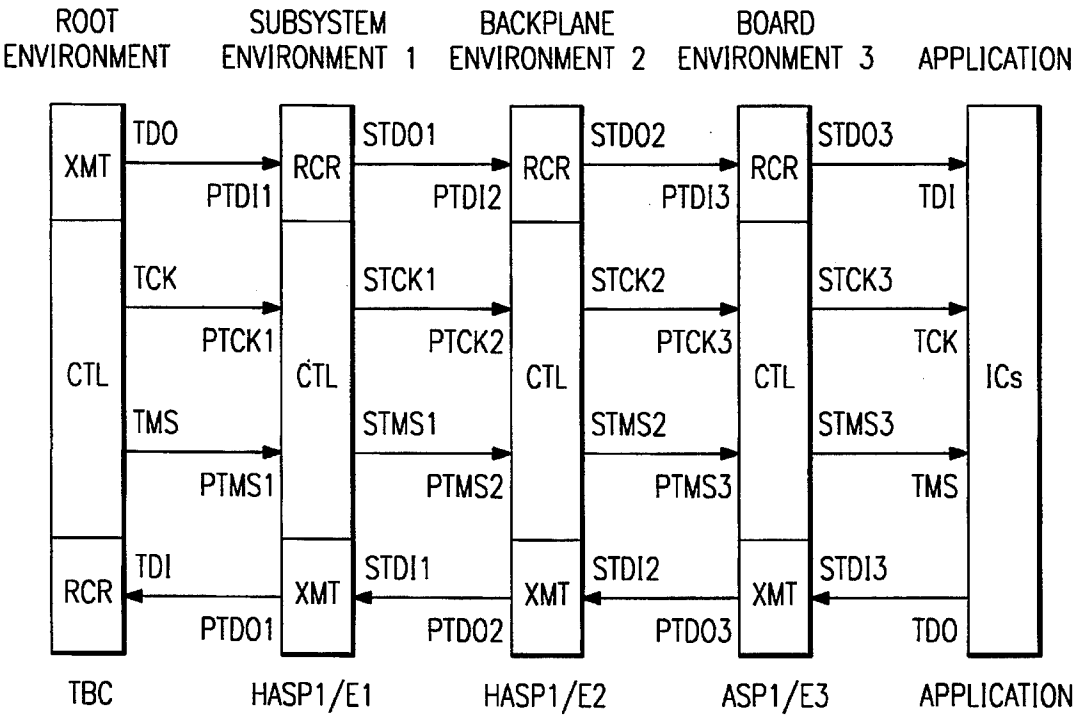 ROOT ENVIRONMENT
SUBSYSTEM ENVIRONMENT 1
BACKPLANE ENVIRONMENT 2
BOARD ENVIRONMENT 3
APPLICATION
TDO STDO1 STDO2 STDO3
XMT RCR RCR RCR
PTDI1 PTDI2 PTDI3 TDI
TCK STCK1 STCK2 STCK3
PTCK1 PTCK2 PTCK3 TCK
CTL CTL CTL CTL ICs
TMS STMS1 STMS2 STMS3
PTMS1 PTMS2 PTMS3 TMS
TDI STDI1 STDI2 STDI3
RCR XMT XMT XMT
PTDO1 PTDO2 PTDO3 TDO
TBC HASP1/E1 HASP1/E2 ASP1/E3 APPLICATION